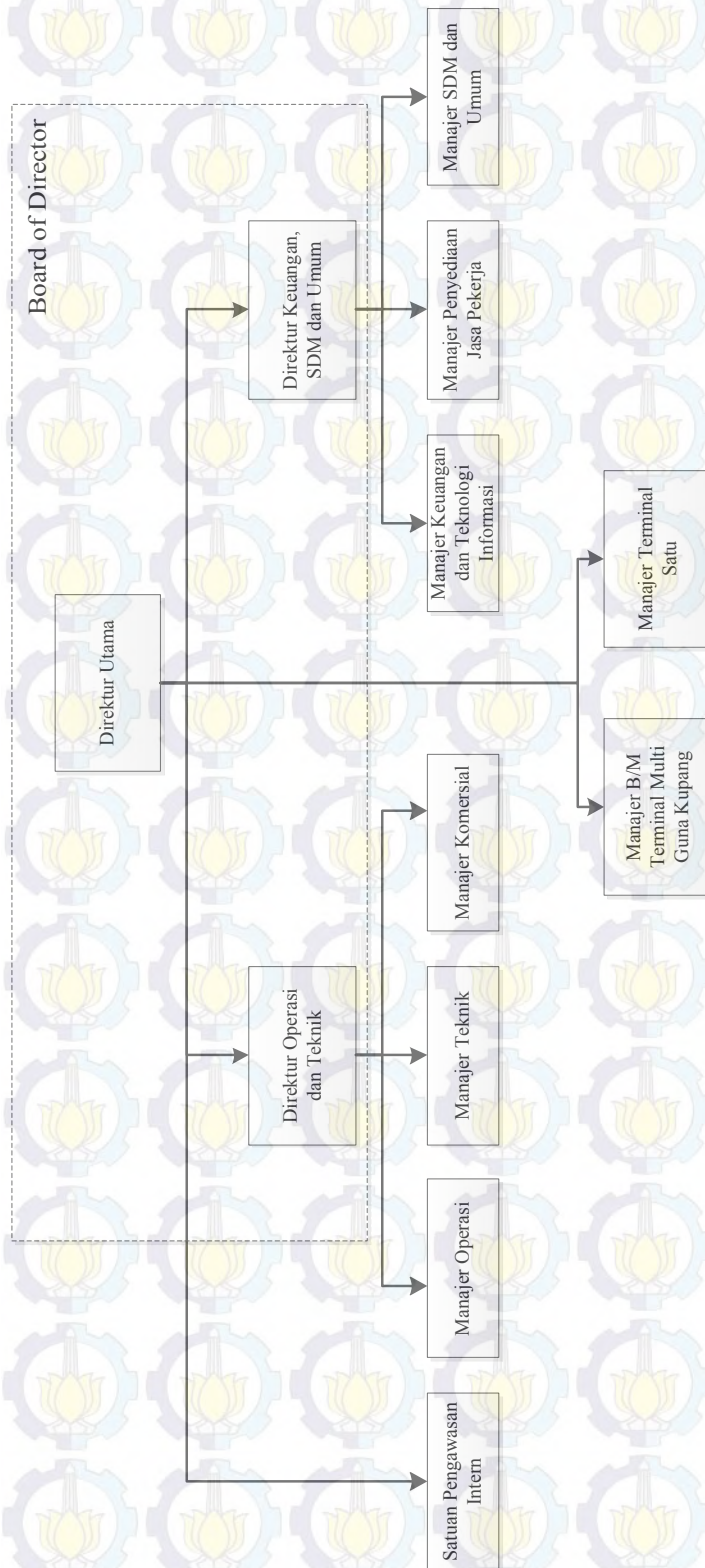 Board of Director
Direktur Utama
Direktur Operasi
dan Teknik
Direktur Keuangan,
SDM dan Umum
Satuan Pengawasan
Intern
Manajer Operasi
Manajer Teknik
Manajer Komersial
Manajer Keuangan
dan Teknologi
Informasi
Manajer Penyediaan
Jasa Pekerja
Manajer SDM dan
Umum
Manajer B/M
Terminal Multi
Guna Kupang
Manajer Terminal
Satu